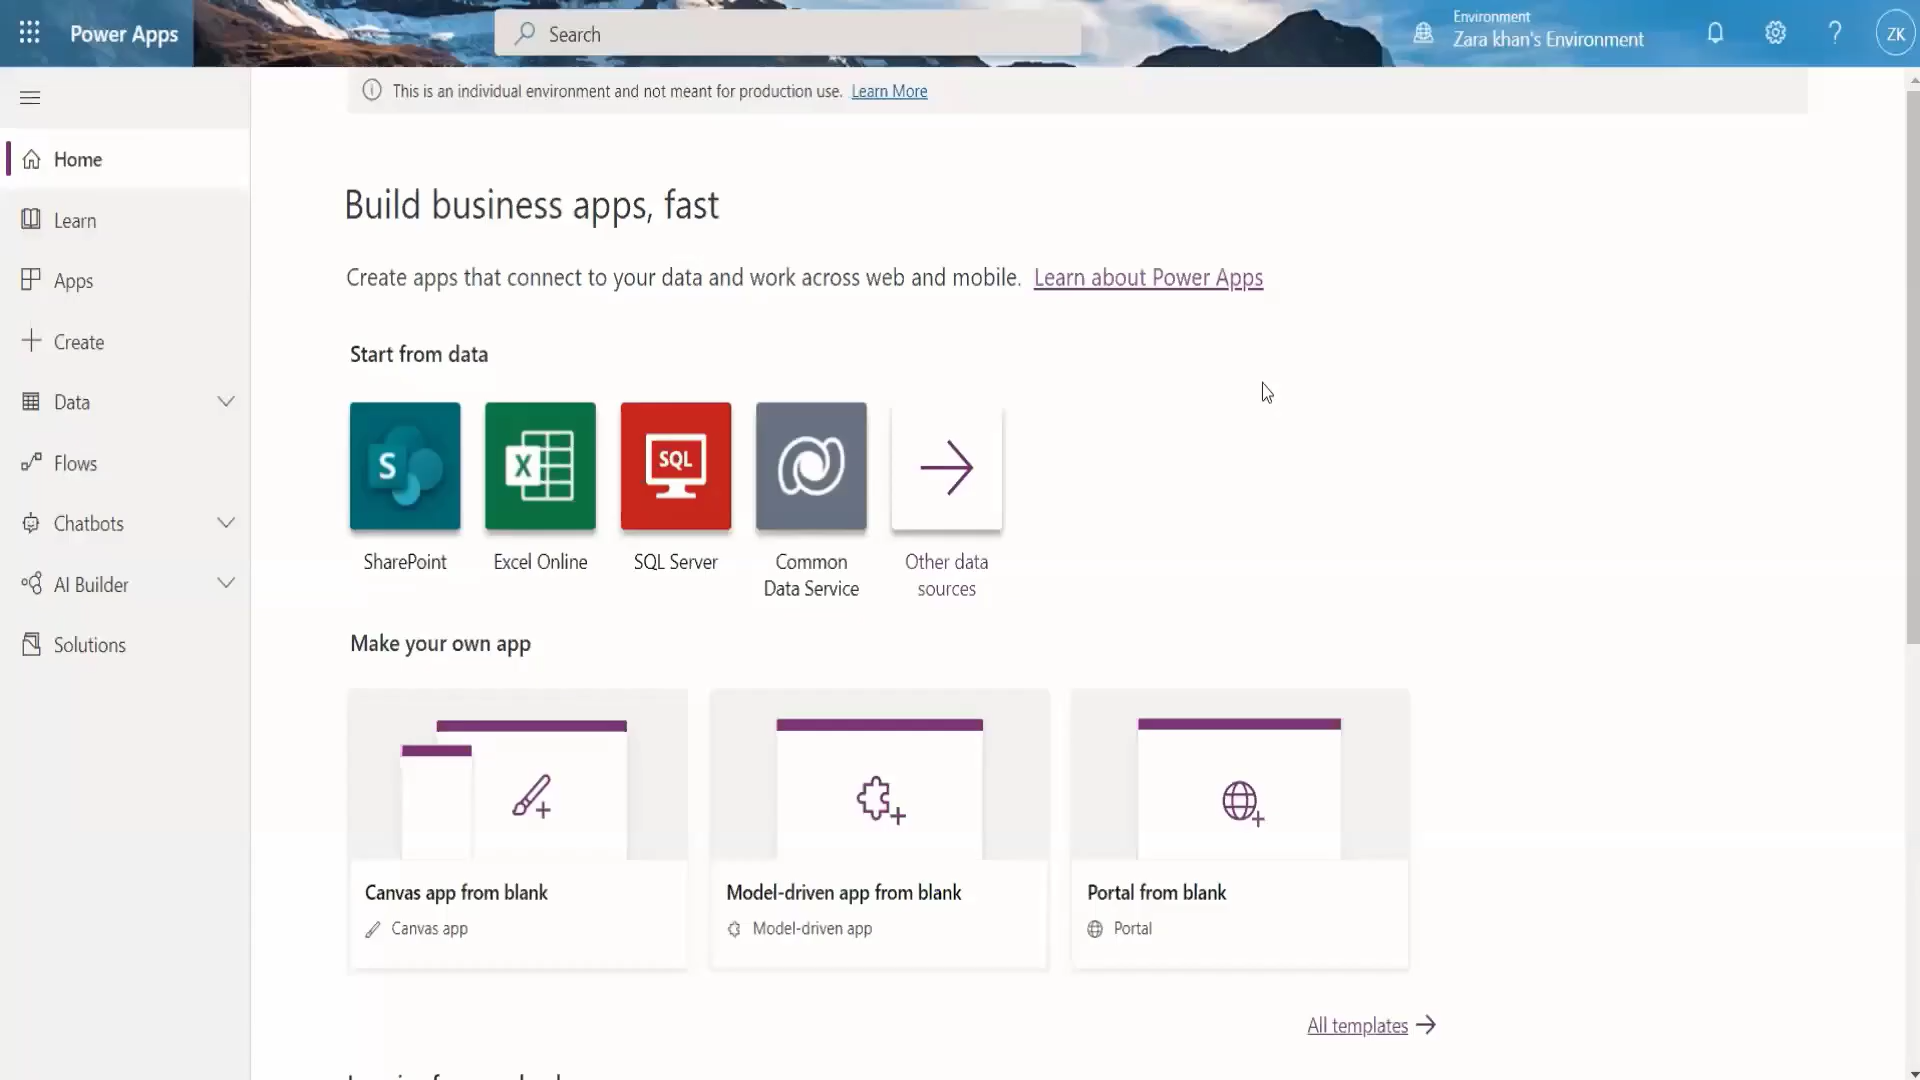 Power Apps
Search
Environment
Zara khan's Environment
ZK
This is an individual environment and not meant for production use. Learn More
Home
Learn
Apps
Create
Data
Flows
Chatbots
AI Builder
Solutions
Build business apps, fast
Create apps that connect to your data and work across web and mobile. Learn about Power Apps
Start from data
S
X
SQL
SharePoint
Excel Online
SQL Server
Common
Data Service
Other data
sources
Make your own app
Canvas app from blank
Canvas app
Model-driven app from blank
Model-driven app
Portal from blank
Portal
All templates